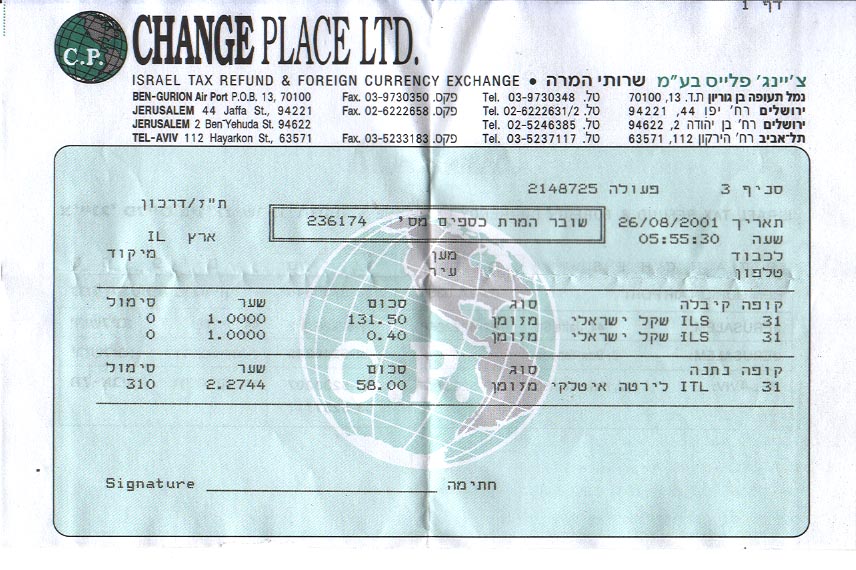 דף 1
C.P. CHANGE PLACE LTD.
ISRAEL TAX REFUND & FOREIGN CURRENCY EXCHANGE • צ'יינג' פלייס בע"מ שרותי המרה
BEN-GURION Air Port P.O.B. 13, 70100 Fax. 03-9730350 פקס. Tel. 03-9730348 טל. נמל תעופה בן גוריון ת.ד. 13, 70100
JERUSALEM 44 Jaffa St., 94221 Fax. 02-6222658 פקס. Tel. 02-6222631/2 טל. ירושלים רח' יפו 44, 94221
JERUSALEM 2 Ben-Yehuda St. 94622 Tel. 02-5246385 טל. ירושלים רח' בן יהודה 2, 94622
TEL-AVIV 112 Hayarkon St., 63571 Fax. 03-5233183 פקס. Tel. 03-5237117 טל. תל-אביב רח' הירקון 112, 63571
סניף 3 פעולה 2148725
תאריך 26/08/2001 שובר המרת כספים מס' 236174 ת"ז/דרכון
שעה 05:55:30 ארץ IL
לכבוד מען מיקוד
טלפון עיר
קופה קיבלה סוג סכום שער סימול
31 ILS שקל ישראלי מזומן 131.50 1.0000 0
31 ILS שקל ישראלי מזומן 0.40 1.0000 0
קופה נתנה סוג סכום שער סימול
31 ITL לירטה איטלקי מזומן 58.00 2.2744 310
C.P.
Signature חתימה